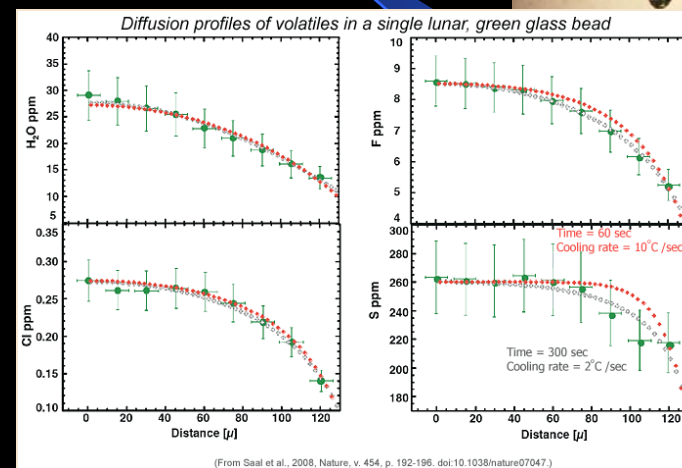 Diffusion profiles of volatiles in a single lunar, green glass bead
H₂O ppm
40
35
30
25
20
15
10
5
F ppm
10
9
8
7
6
5
4
Cl ppm
0.35
0.30
0.25
0.20
0.15
0.10
0 20 40 60 80 100 120
Distance [μ]
S ppm
300
280
260
240
220
200
180
Time = 60 sec
Cooling rate = 10°C /sec
Time = 300 sec
Cooling rate = 2°C /sec
0 20 40 60 80 100 120
Distance [μ]
(From Saal et al., 2008, Nature, v. 454, p. 192-196. doi:10.1038/nature07047.)